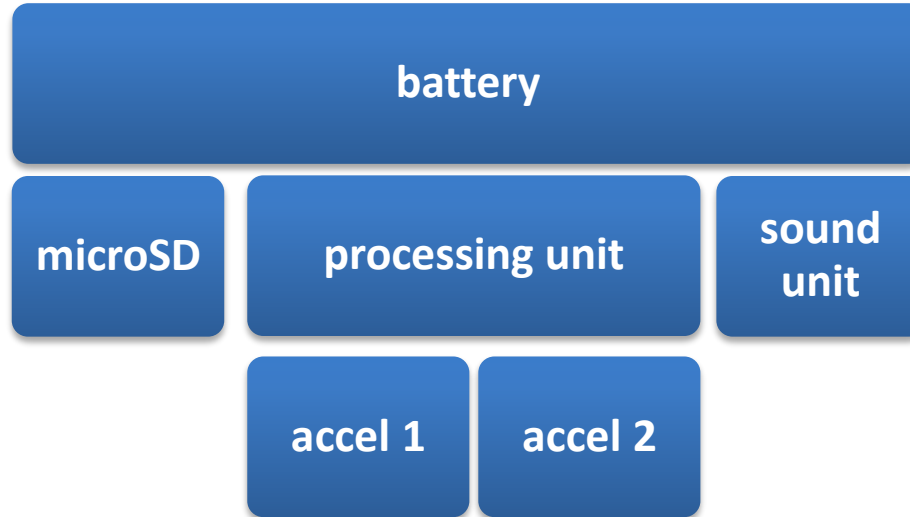 battery
microSD
processing unit
sound
unit
accel 1
accel 2